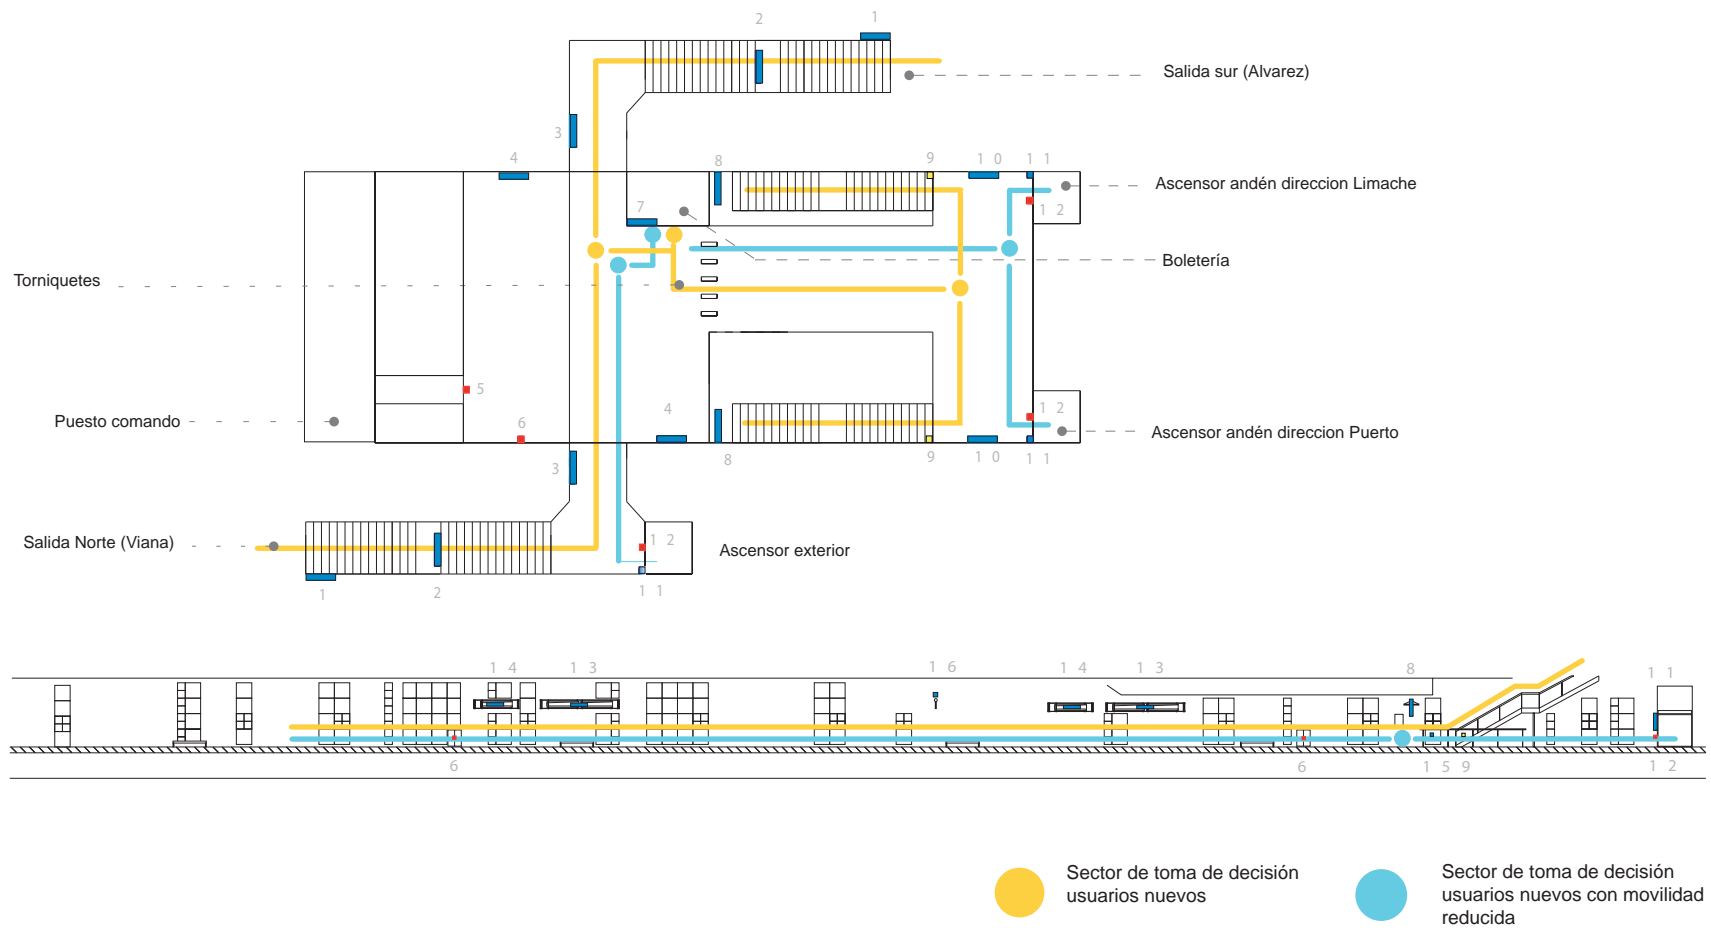 2
1
Salida sur (Alvarez)
3
4
8
9
1 0
1 1
Ascensor andén direccion Limache
7
1 2
Boletería
Torniquetes
5
Puesto comando
6
4
1 2
Ascensor andén direccion Puerto
3
8
9
1 0
1 1
Salida Norte (Viana)
1 2
Ascensor exterior
1
2
1 1
1 4
1 3
1 6
1 4
1 3
8
1 1
6
6
1 5
9
1 2
Sector de toma de decisión
usuarios nuevos
Sector de toma de decisión
usuarios nuevos con movilidad
reducida